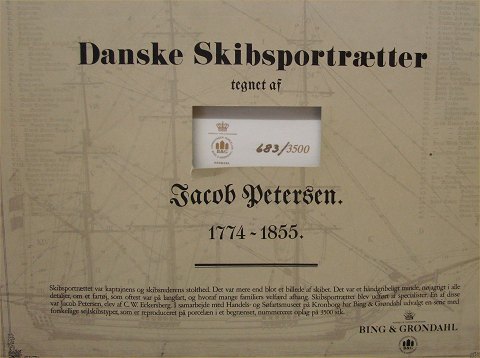 Danske Skibsportrætter
tegnet af
B&G
683/3500
Jacob Petersen.
1774 - 1855.
Skibsportrættet var kaptajnens og skibsrederens stolthed. Det var mere end blot et billede af skibet. Det var et håndgribeligt minde, nøjagtigt i alle
detaljer, om et fartøj, som oftest var på langfart, og hvoraf mange familiers velfærd afhang. Skibsportrætter blev udført af specialister. En af disse
var Jacob Petersen, elev af C. W. Eckersberg. I samarbejde med Handels- og Søfartsmuseet på Kronborg har Bing & Grøndahl udvalgt en serie med
forskellige sejlskibstyper, som er reproduceret på porcelæn i et begrænset, nummereret oplag på 3500 stk.
BING & GRØNDAHL
B&G